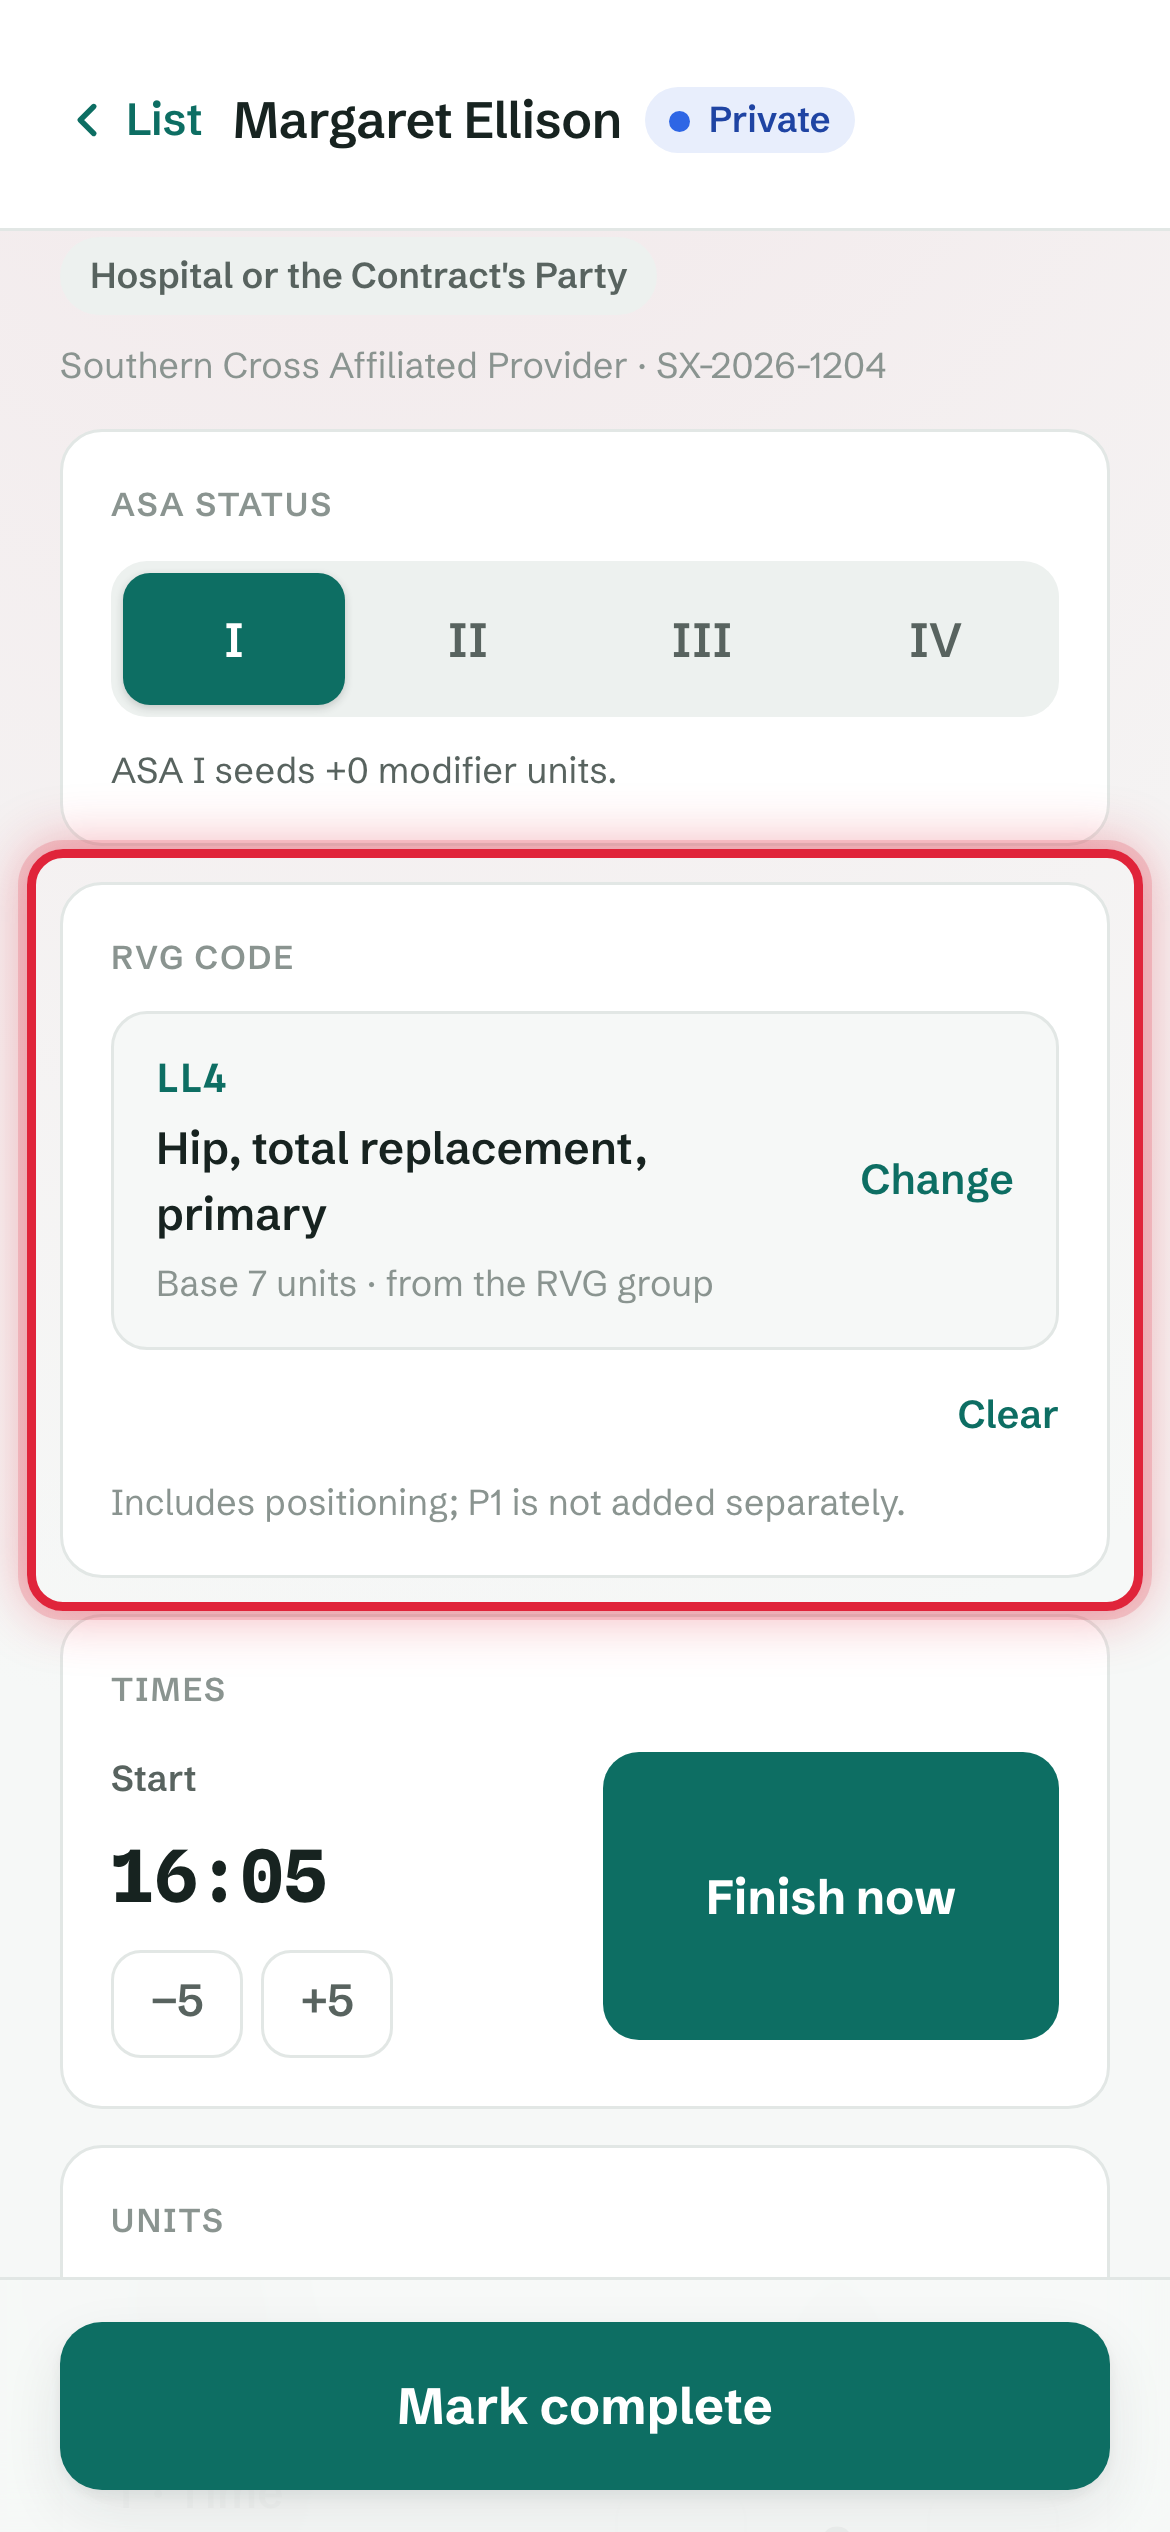 List Margaret Ellison Private
Hospital or the Contract's Party
Southern Cross Affiliated Provider · SX-2026-1204
ASA STATUS
I II III IV
ASA I seeds +0 modifier units.
RVG CODE
LL4
Hip, total replacement,
primary
Change
Base 7 units · from the RVG group
Clear
Includes positioning; P1 is not added separately.
TIMES
Start
16:05
Finish now
−5 +5
UNITS
Mark complete